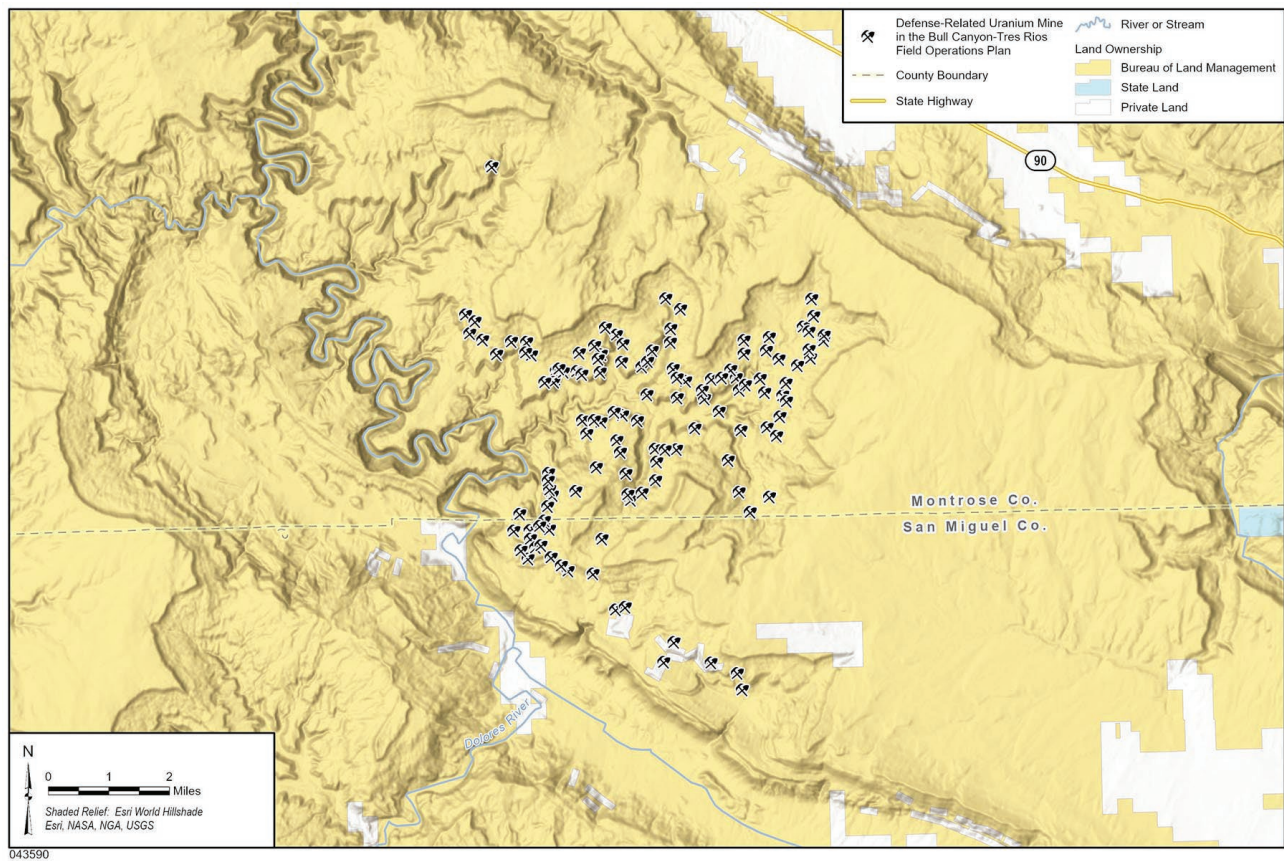 Defense-Related Uranium Mine
in the Bull Canyon-Tres Rios
Field Operations Plan
County Boundary
State Highway
River or Stream
Land Ownership
Bureau of Land Management
State Land
Private Land
90
Montrose Co.
San Miguel Co.
Dolores River
N
0 1 2
Miles
Shaded Relief: Esri World Hillshade
Esri, NASA, NGA, USGS
043590